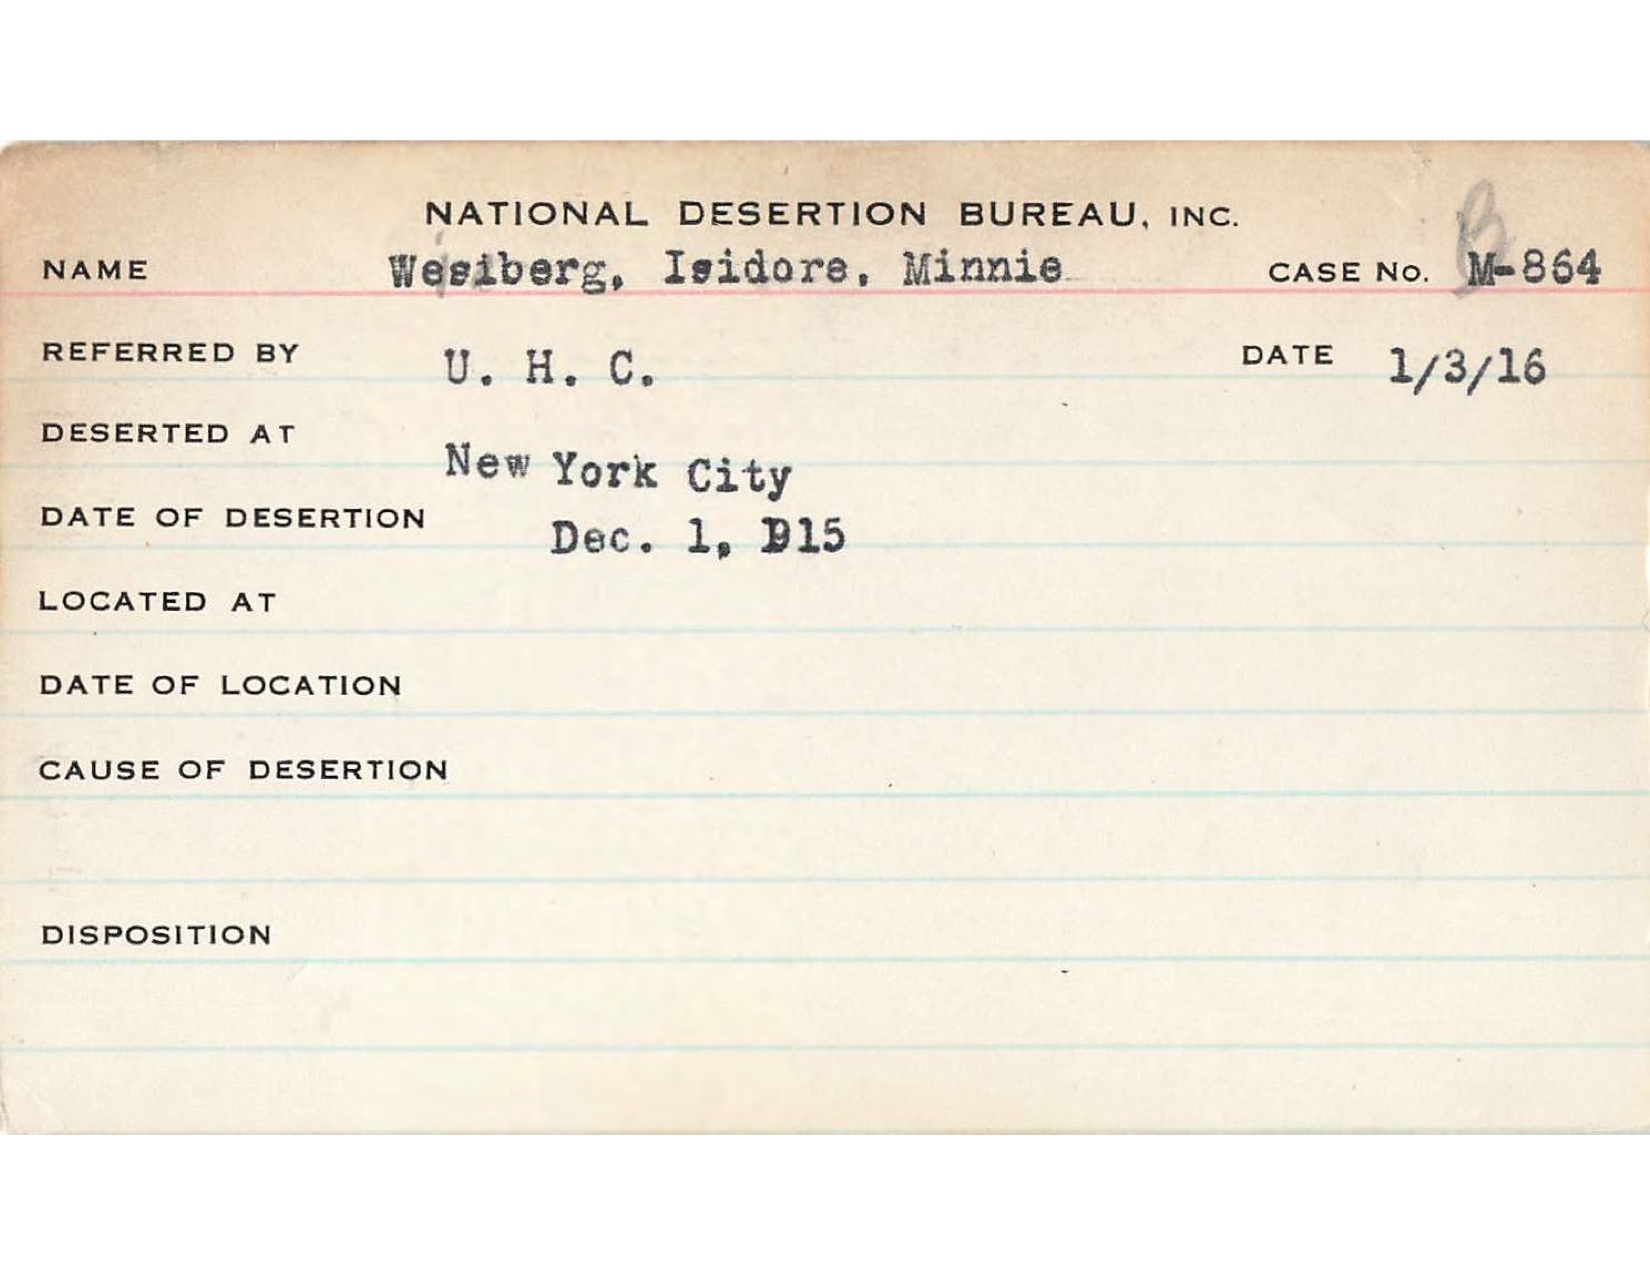 NATIONAL DESERTION BUREAU, INC.
NAME Wesiberg, Isidore, Minnie CASE No. M-864
REFERRED BY U. H. C. DATE 1/3/16
DESERTED AT New York City
DATE OF DESERTION Dec. 1, 1915
LOCATED AT
DATE OF LOCATION
CAUSE OF DESERTION
DISPOSITION